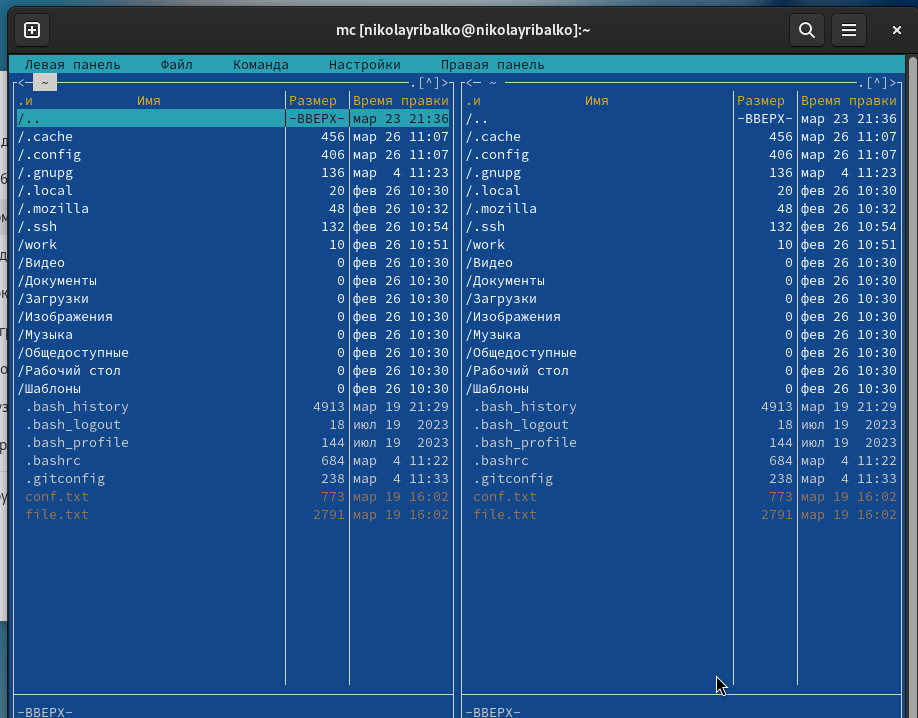 mc [nikolayribalko@nikolayribalko]:~
Левая панель Файл Команда Настройки Правая панель
<─ ~ ─.[^]> <─ ~ ─.[^]>
.и Имя Размер Время правки .и Имя Размер Время правки
/.. -ВВЕРХ- мар 23 21:36 /.. -ВВЕРХ- мар 23 21:36
/.cache 456 мар 26 11:07 /.cache 456 мар 26 11:07
/.config 406 мар 26 11:07 /.config 406 мар 26 11:07
/.gnupg 136 мар 4 11:23 /.gnupg 136 мар 4 11:23
/.local 20 фев 26 10:30 /.local 20 фев 26 10:30
/.mozilla 48 фев 26 10:32 /.mozilla 48 фев 26 10:32
/.ssh 132 фев 26 10:54 /.ssh 132 фев 26 10:54
/work 10 фев 26 10:51 /work 10 фев 26 10:51
/Видео 0 фев 26 10:30 /Видео 0 фев 26 10:30
/Документы 0 фев 26 10:30 /Документы 0 фев 26 10:30
/Загрузки 0 фев 26 10:30 /Загрузки 0 фев 26 10:30
/Изображения 0 фев 26 10:30 /Изображения 0 фев 26 10:30
/Музыка 0 фев 26 10:30 /Музыка 0 фев 26 10:30
/Общедоступные 0 фев 26 10:30 /Общедоступные 0 фев 26 10:30
/Рабочий стол 0 фев 26 10:30 /Рабочий стол 0 фев 26 10:30
/Шаблоны 0 фев 26 10:30 /Шаблоны 0 фев 26 10:30
.bash_history 4913 мар 19 21:29 .bash_history 4913 мар 19 21:29
.bash_logout 18 июл 19 2023 .bash_logout 18 июл 19 2023
.bash_profile 144 июл 19 2023 .bash_profile 144 июл 19 2023
.bashrc 684 мар 4 11:22 .bashrc 684 мар 4 11:22
.gitconfig 238 мар 4 11:33 .gitconfig 238 мар 4 11:33
conf.txt 773 мар 19 16:02 conf.txt 773 мар 19 16:02
file.txt 2791 мар 19 16:02 file.txt 2791 мар 19 16:02
-ВВЕРХ- -ВВЕРХ-